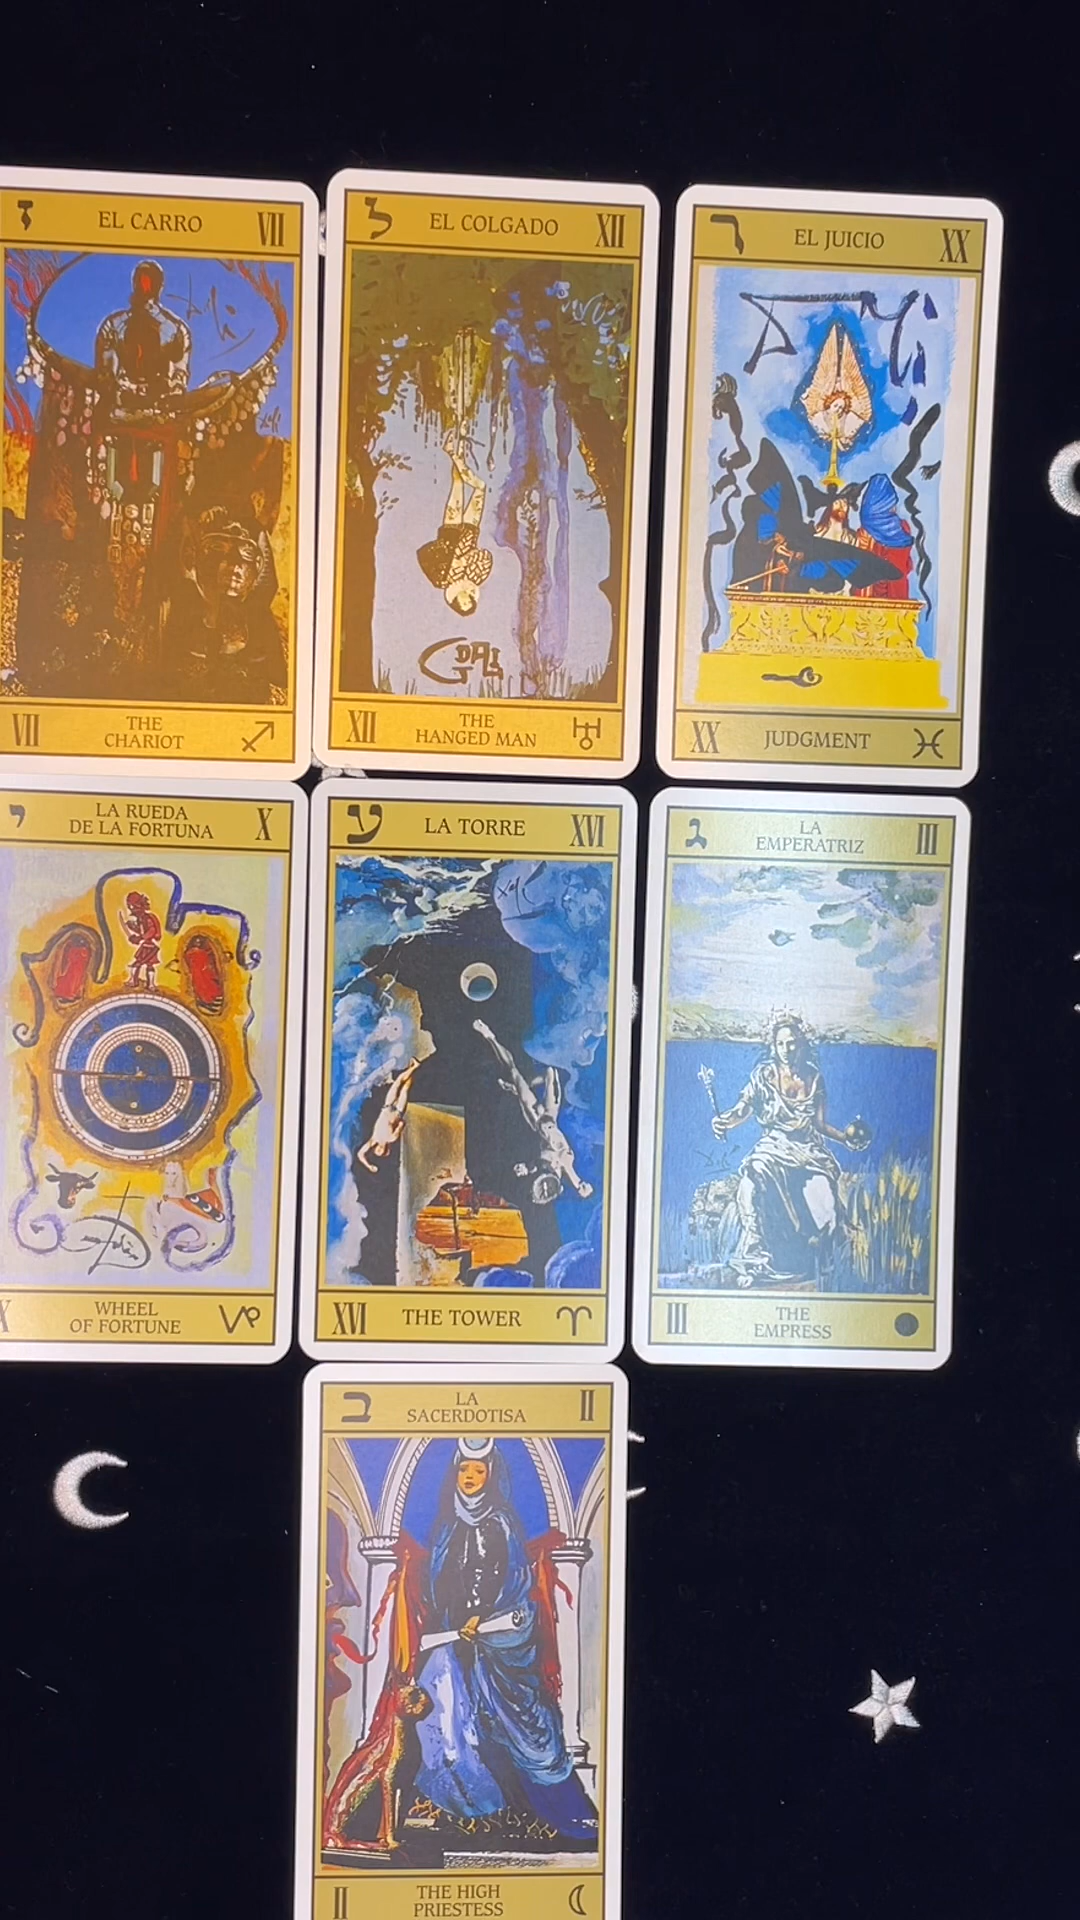 ז EL CARRO VII
VII THE CHARIOT
ל EL COLGADO XII
GDALI
XII THE HANGED MAN
ר EL JUICIO XX
XX JUDGMENT
י LA RUEDA DE LA FORTUNA X
X WHEEL OF FORTUNE
ע LA TORRE XVI
XVI THE TOWER
ג LA EMPERATRIZ III
III THE EMPRESS
ב LA SACERDOTISA II
II THE HIGH PRIESTESS